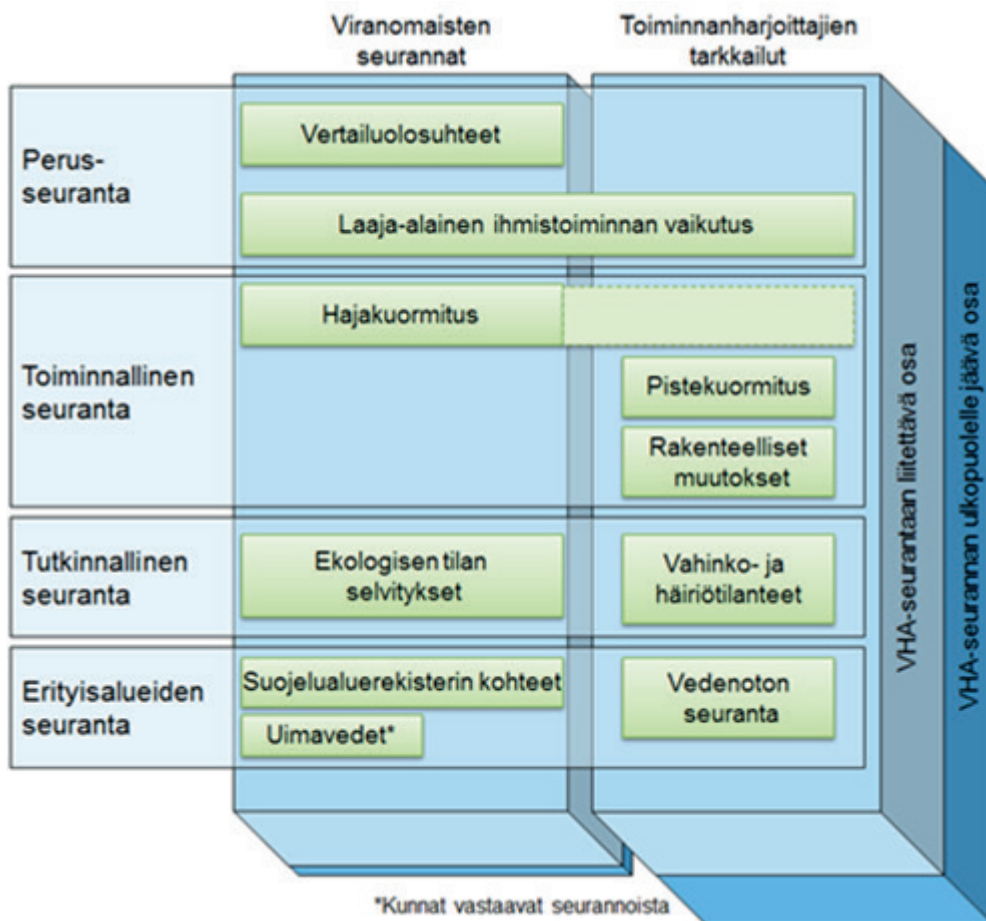 Viranomaisten
seurannat
Toiminnanharjoittajien
tarkkailut
Perus-
seuranta
Vertailuolosuhteet
Laaja-alainen ihmistoiminnan vaikutus
Toiminnallinen
seuranta
Hajakuormitus
Pistekuormitus
Rakenteelliset
muutokset
Tutkinnallinen
seuranta
Ekologisen tilan
selvitykset
Vahinko- ja
häiriötilanteet
Erityisalueiden
seuranta
Suojelualuerekisterin kohteet
Uimavedet*
Vedenoton
seuranta
VHA-seurantaan liitettävä osa
VHA-seurannan ulkopuolelle jäävä osa
*Kunnat vastaavat seurannoista